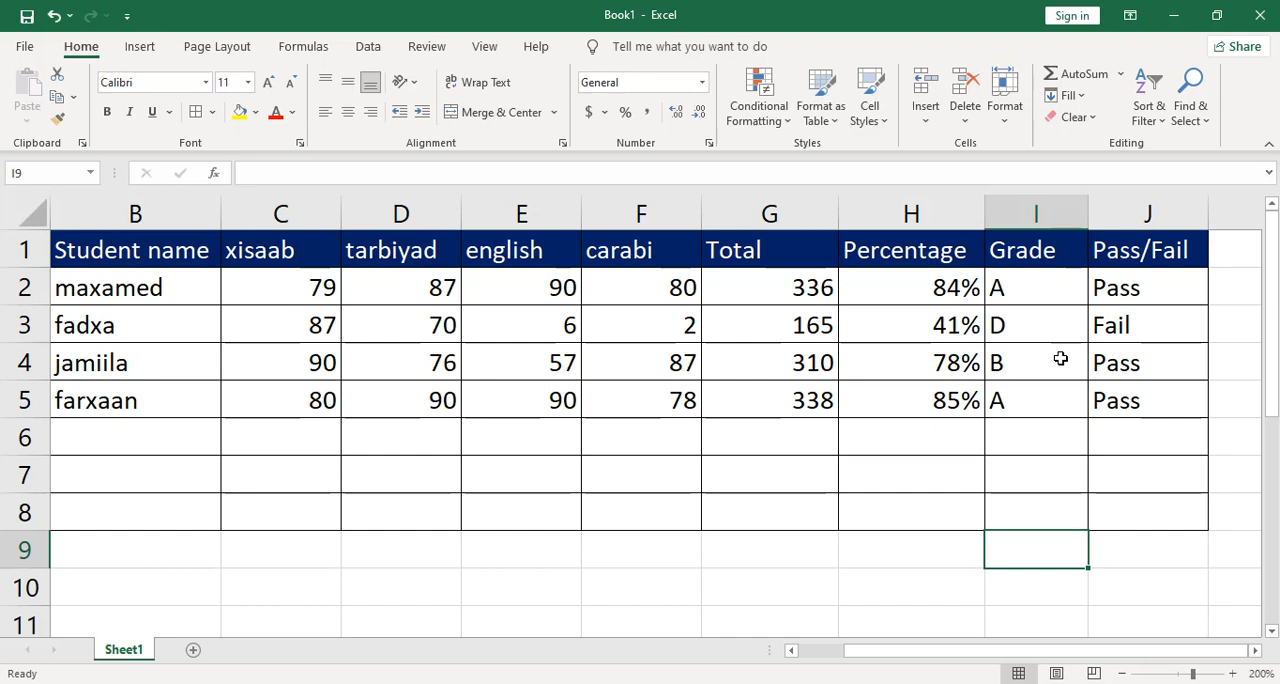 Book1 - Excel
Sign in
File Home Insert Page Layout Formulas Data Review View Help Tell me what you want to do Share
Paste
Clipboard
Calibri 11
B I U
Font
Wrap Text
Merge & Center
Alignment
General
$ % ,
Number
Conditional Formatting
Format as Table
Cell Styles
Styles
Insert Delete Format
Cells
AutoSum
Fill
Clear
Sort & Filter
Find & Select
Editing
I9 fx
B C D E F G H I J
1 Student name xisaab tarbiyad english carabi Total Percentage Grade Pass/Fail
2 maxamed 79 87 90 80 336 84% A Pass
3 fadxa 87 70 6 2 165 41% D Fail
4 jamiila 90 76 57 87 310 78% B Pass
5 farxaan 80 90 90 78 338 85% A Pass
6
7
8
9
10
11
Sheet1
Ready 200%